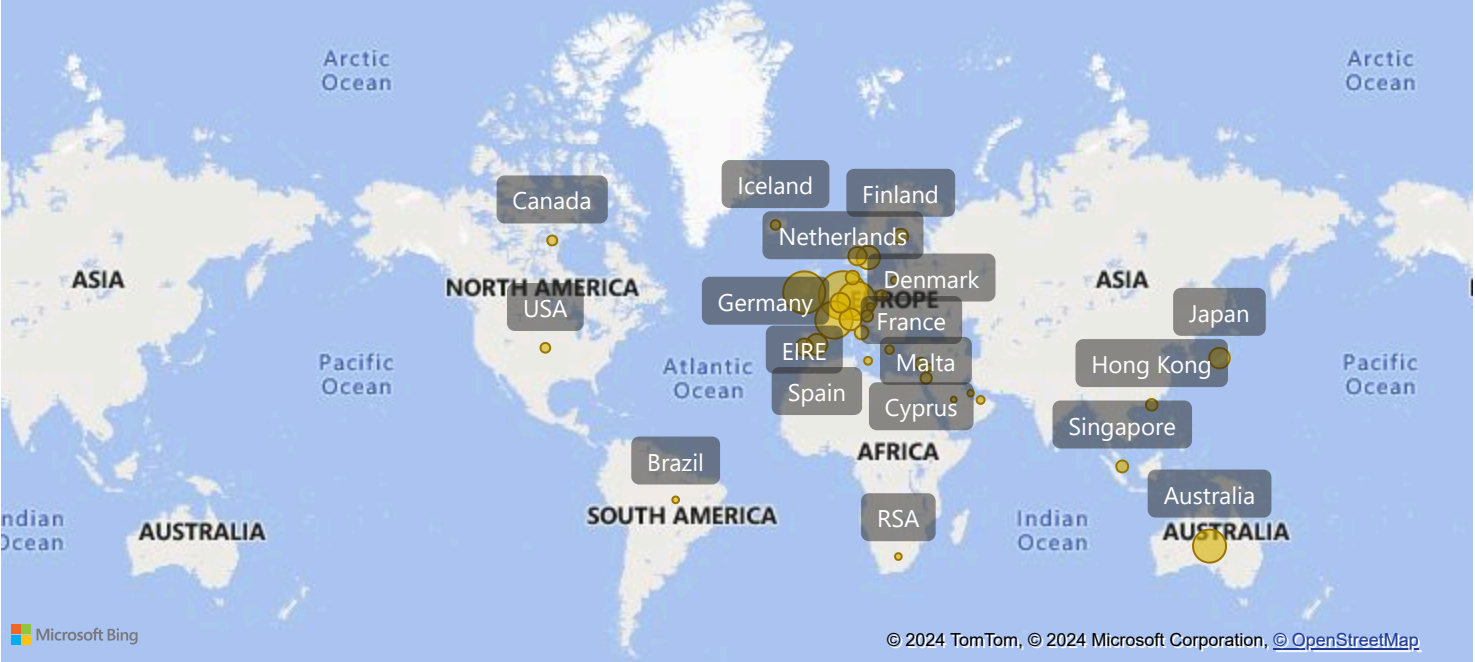 Arctic
Ocean
Arctic
Ocean
Iceland
Finland
Canada
Netherlands
ASIA
NORTH AMERICA
USA
Germany
Denmark
EUROPE
ASIA
France
Japan
Pacific
Ocean
Atlantic
Ocean
EIRE
Malta
Hong Kong
Pacific
Ocean
Spain
Cyprus
Singapore
AFRICA
Brazil
SOUTH AMERICA
RSA
Australia
ndian
Ocean
AUSTRALIA
Indian
Ocean
AUSTRALIA
Microsoft Bing
© 2024 TomTom, © 2024 Microsoft Corporation, © OpenStreetMap